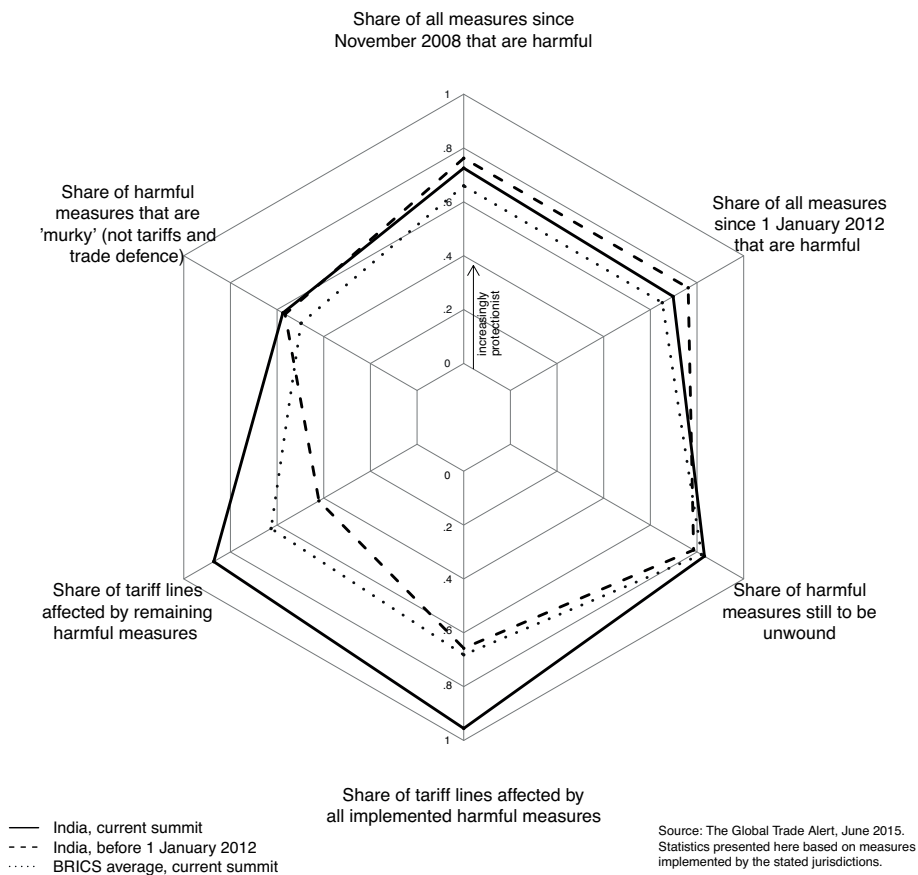 Share of all measures since
November 2008 that are harmful
1
.8
.6
.4
.2
0
increasingly
protectionist
Share of harmful
measures that are
'murky' (not tariffs and
trade defence)
Share of all measures
since 1 January 2012
that are harmful
0
.2
.4
.6
.8
1
Share of tariff lines
affected by remaining
harmful measures
Share of harmful
measures still to be
unwound
Share of tariff lines affected by
all implemented harmful measures
India, current summit
India, before 1 January 2012
BRICS average, current summit
Source: The Global Trade Alert, June 2015.
Statistics presented here based on measures
implemented by the stated jurisdictions.